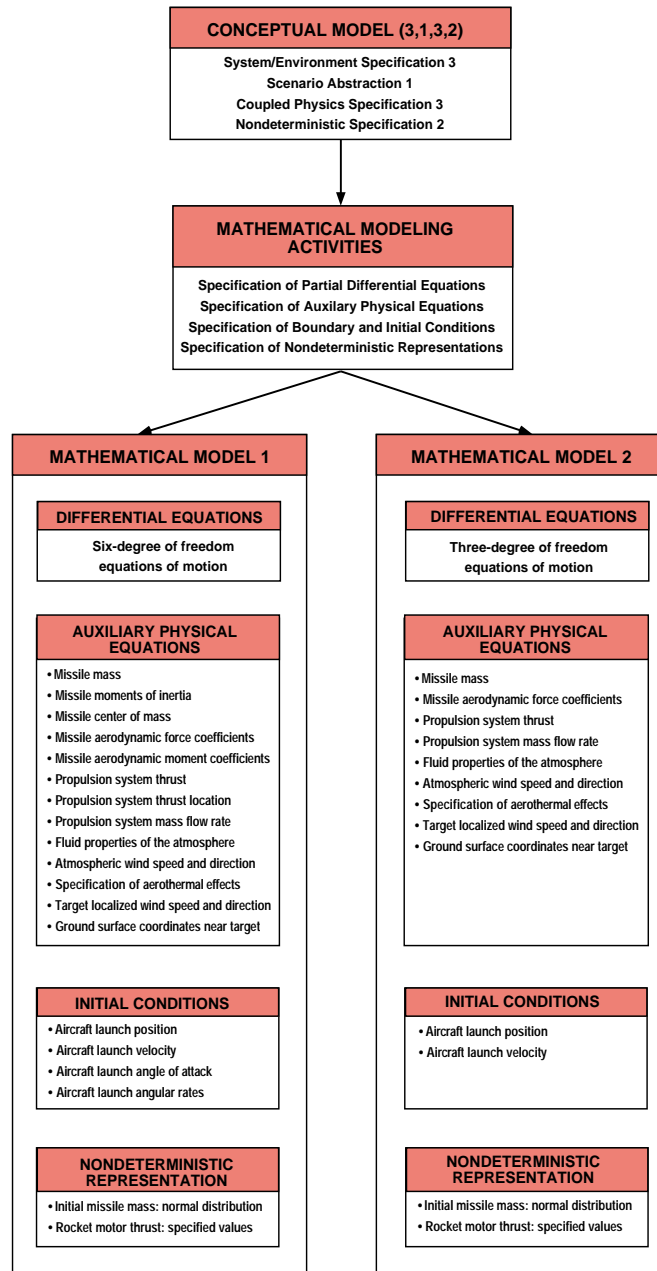 CONCEPTUAL MODEL (3,1,3,2)
System/Environment Specification 3
Scenario Abstraction 1
Coupled Physics Specification 3
Nondeterministic Specification 2
MATHEMATICAL MODELING
ACTIVITIES
Specification of Partial Differential Equations
Specification of Auxilary Physical Equations
Specification of Boundary and Initial Conditions
Specification of Nondeterministic Representations
MATHEMATICAL MODEL 1
DIFFERENTIAL EQUATIONS
Six-degree of freedom
equations of motion
AUXILIARY PHYSICAL
EQUATIONS
• Missile mass
• Missile moments of inertia
• Missile center of mass
• Missile aerodynamic force coefficients
• Missile aerodynamic moment coefficients
• Propulsion system thrust
• Propulsion system thrust location
• Propulsion system mass flow rate
• Fluid properties of the atmosphere
• Atmospheric wind speed and direction
• Specification of aerothermal effects
• Target localized wind speed and direction
• Ground surface coordinates near target
INITIAL CONDITIONS
• Aircraft launch position
• Aircraft launch velocity
• Aircraft launch angle of attack
• Aircraft launch angular rates
NONDETERMINISTIC
REPRESENTATION
• Initial missile mass: normal distribution
• Rocket motor thrust: specified values
MATHEMATICAL MODEL 2
DIFFERENTIAL EQUATIONS
Three-degree of freedom
equations of motion
AUXILIARY PHYSICAL
EQUATIONS
• Missile mass
• Missile aerodynamic force coefficients
• Propulsion system thrust
• Propulsion system mass flow rate
• Fluid properties of the atmosphere
• Atmospheric wind speed and direction
• Specification of aerothermal effects
• Target localized wind speed and direction
• Ground surface coordinates near target
INITIAL CONDITIONS
• Aircraft launch position
• Aircraft launch velocity
NONDETERMINISTIC
REPRESENTATION
• Initial missile mass: normal distribution
• Rocket motor thrust: specified values